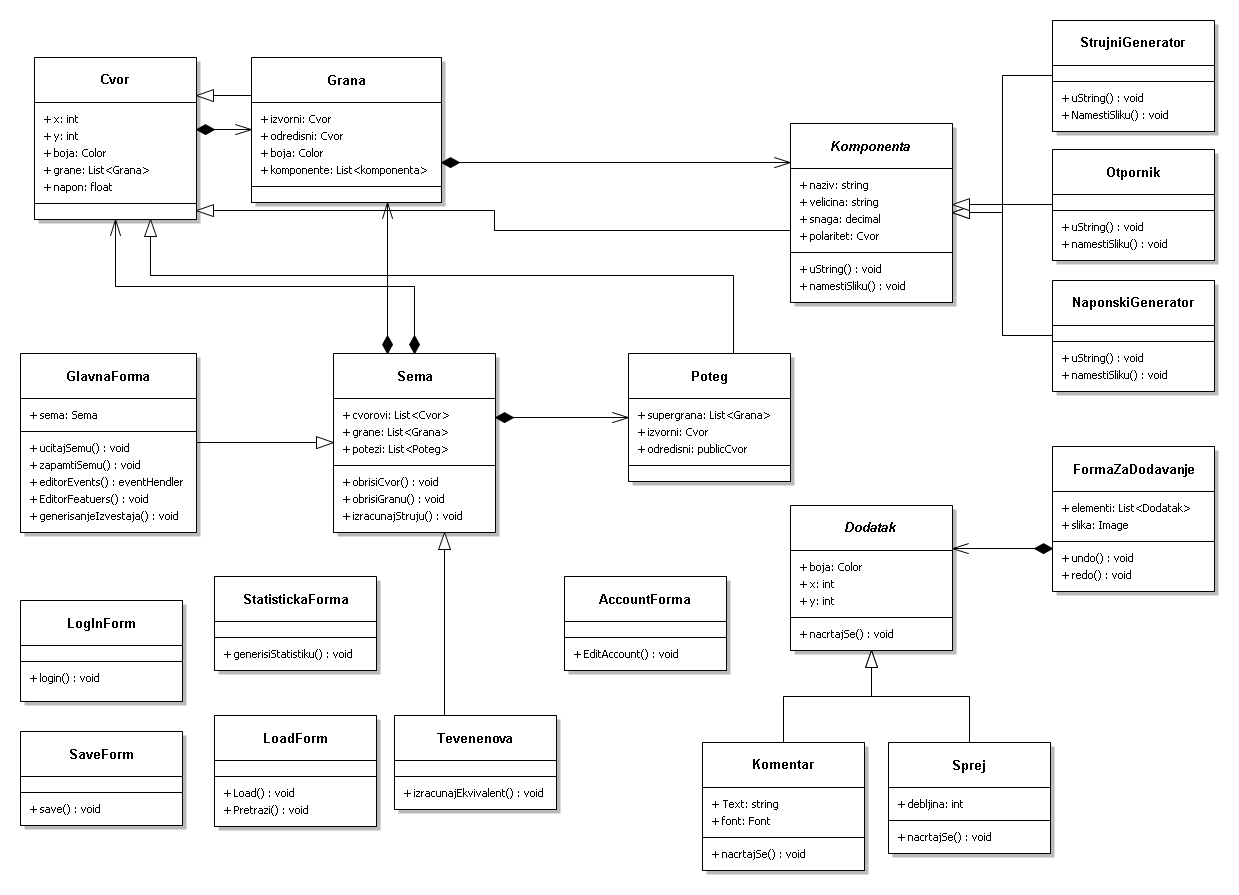 Cvor
+ x: int
+ y: int
+ boja: Color
+ grane: List<Grana>
+ napon: float
Grana
+ izvorni: Cvor
+ odredisni: Cvor
+ boja: Color
+ komponente: List<komponenta>
Komponenta
+ naziv: string
+ velicina: string
+ snaga: decimal
+ polaritet: Cvor
+ uString() : void
+ namestiSliku() : void
StrujniGenerator
+ uString() : void
+ NamestiSliku() : void
Otpornik
+ uString() : void
+ namestiSliku() : void
NaponskiGenerator
+ uString() : void
+ namestiSliku() : void
GlavnaForma
+ sema: Sema
+ ucitajSemu() : void
+ zapamtiSemu() : void
+ editorEvents() : eventHendler
+ EditorFeatuers() : void
+ generisanjeIzvestaja() : void
Sema
+ cvorovi: List<Cvor>
+ grane: List<Grana>
+ potezi: List<Poteg>
+ obrisiCvor() : void
+ obrisiGranu() : void
+ izracunajStruju() : void
Poteg
+ supergrana: List<Grana>
+ izvorni: Cvor
+ odredisni: publicCvor
FormaZaDodavanje
+ elementi: List<Dodatak>
+ slika: Image
+ undo() : void
+ redo() : void
Dodatak
+ boja: Color
+ x: int
+ y: int
+ nacrtajSe() : void
LogInForm
+ login() : void
StatistickaForma
+ generisiStatistiku() : void
AccountForma
+ EditAccount() : void
SaveForm
+ save() : void
LoadForm
+ Load() : void
+ Pretrazi() : void
Tevenenova
+ izracunajEkvivalent() : void
Komentar
+ Text: string
+ font: Font
+ nacrtajSe() : void
Sprej
+ debljina: int
+ nacrtajSe() : void